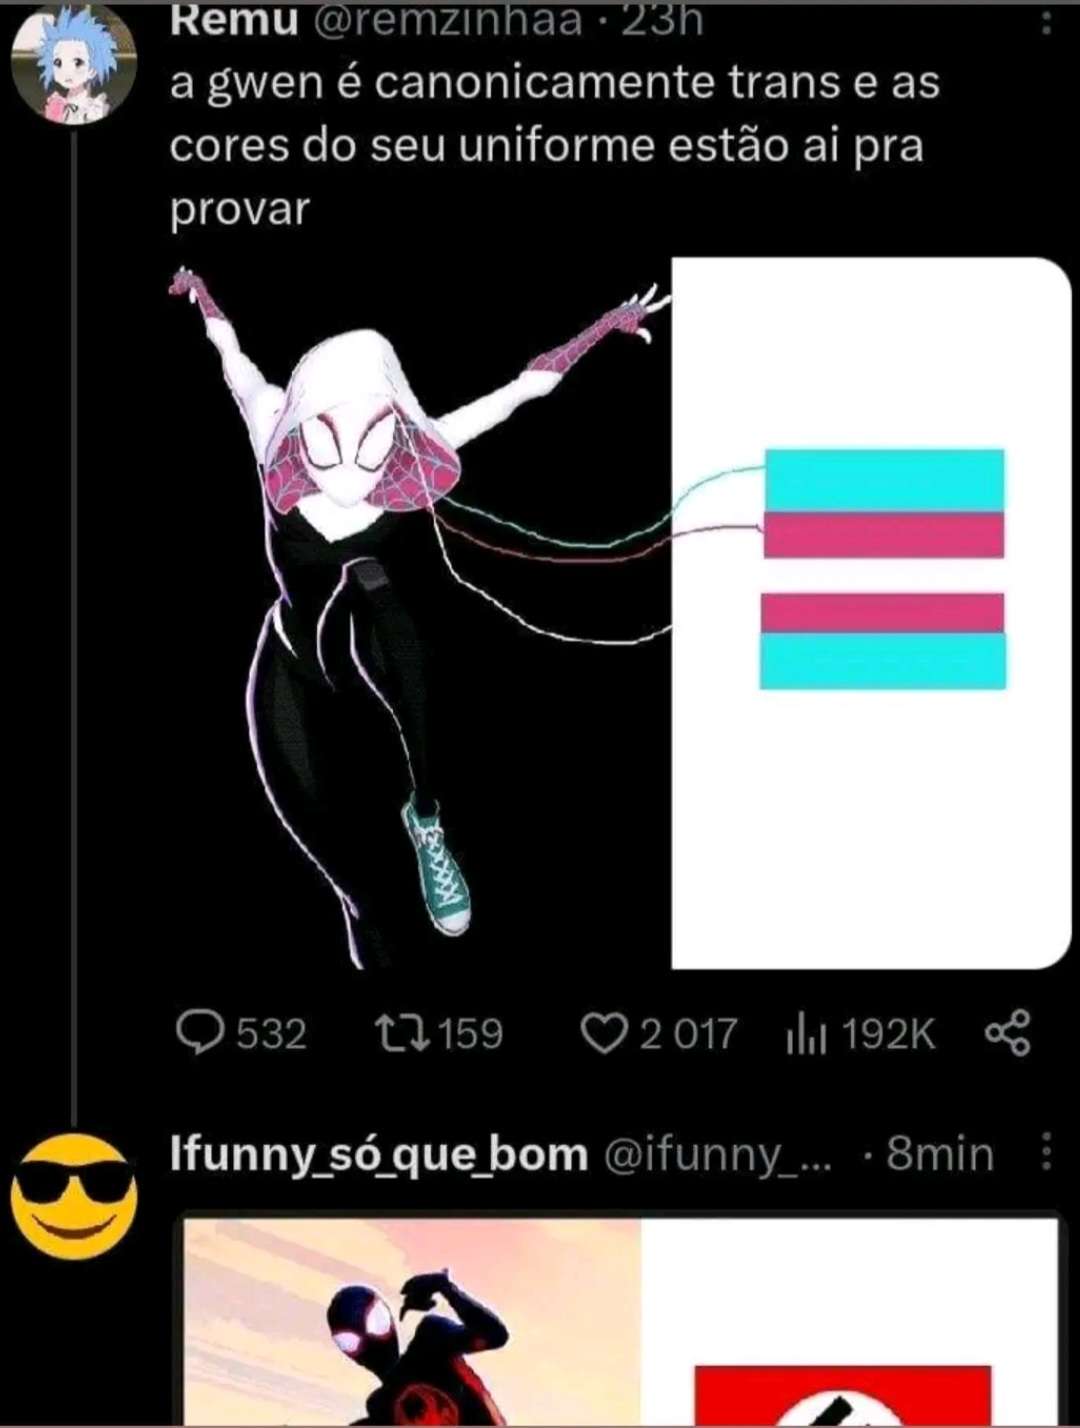 Remu @remzinhaa · 23h
a gwen é canonicamente trans e as
cores do seu uniforme estão ai pra
provar
532 159 2 017 192K
Ifunny_só_que_bom @ifunny_... · 8min